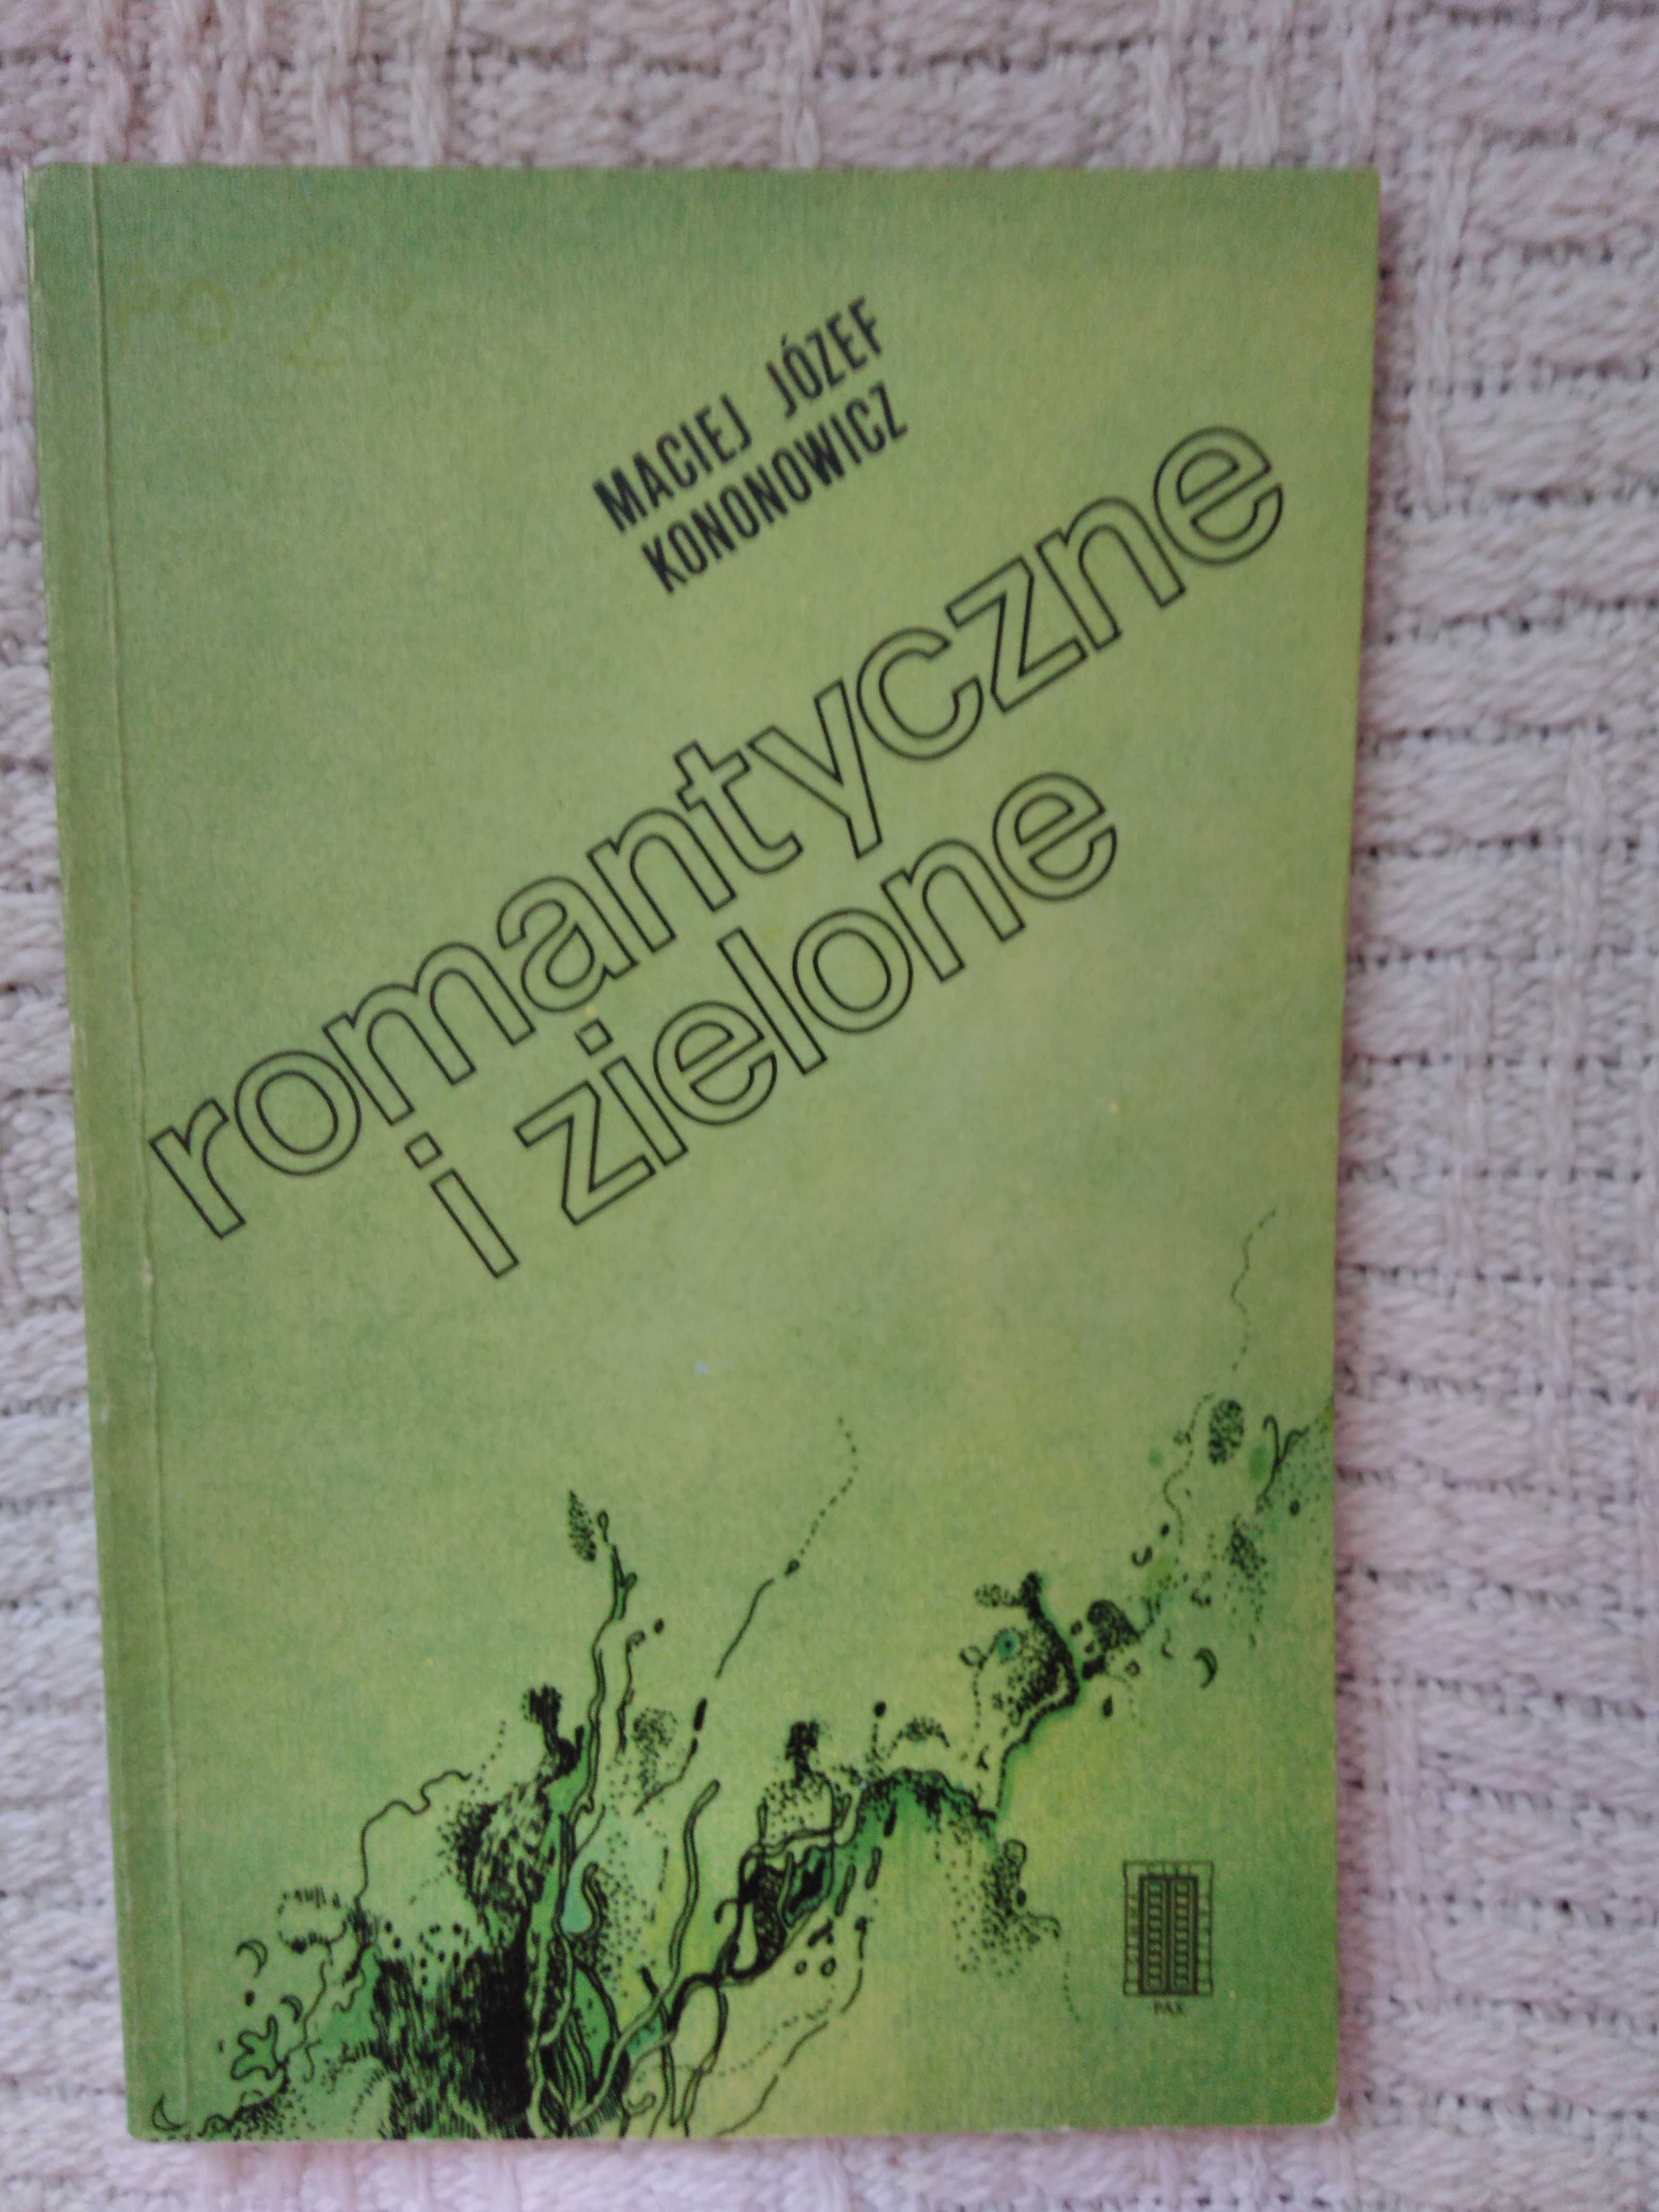 MACIEJ JÓZEF
KONONOWICZ
romantyczne
i zielone
PAX